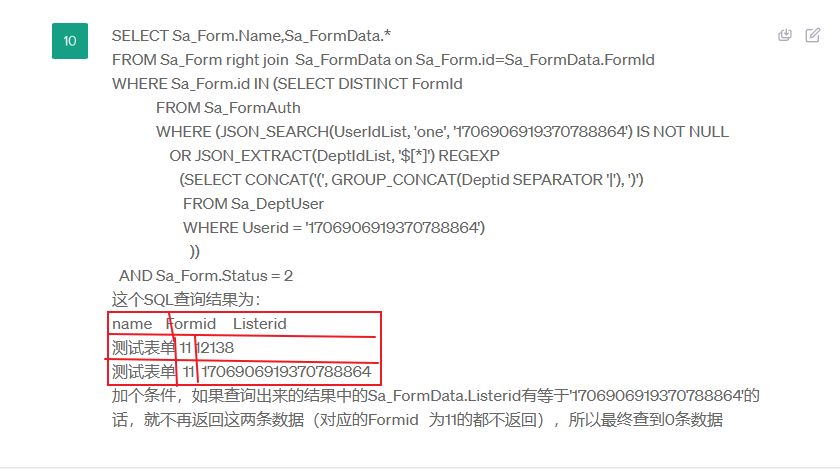 10
SELECT Sa_Form.Name,Sa_FormData.*
FROM Sa_Form right join Sa_FormData on Sa_Form.id=Sa_FormData.FormId
WHERE Sa_Form.id IN (SELECT DISTINCT FormId
FROM Sa_FormAuth
WHERE (JSON_SEARCH(UserIdList, 'one', '1706906919370788864') IS NOT NULL
OR JSON_EXTRACT(DeptIdList, '$[*]') REGEXP
(SELECT CONCAT('(', GROUP_CONCAT(Deptid SEPARATOR '|'), ')')
FROM Sa_DeptUser
WHERE Userid = '1706906919370788864')
))
AND Sa_Form.Status = 2
这个SQL查询结果为：
name Formid Listerid
测试表单 11 12138
测试表单 11 1706906919370788864
加个条件，如果查询出来的结果中的Sa_FormData.Listerid有等于'1706906919370788864'的
话，就不再返回这两条数据（对应的Formid 为11的都不返回），所以最终查到0条数据